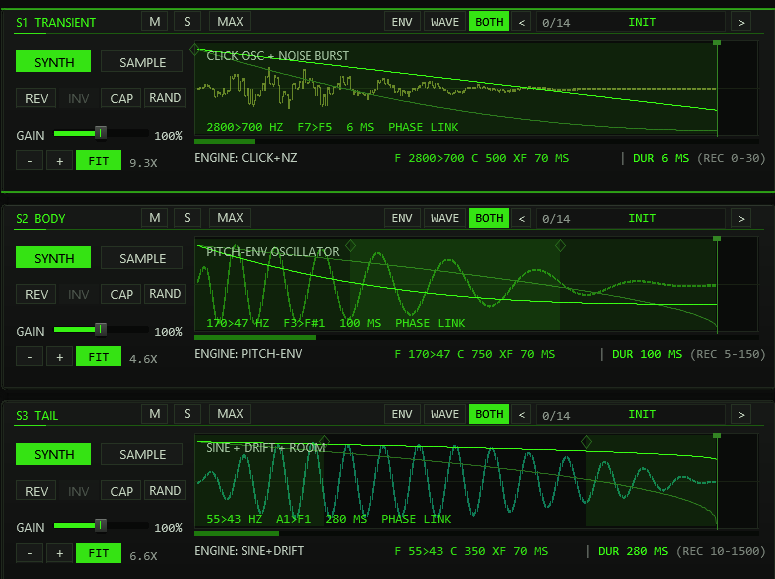 S1 TRANSIENT M S MAX ENV WAVE BOTH < 0/14 INIT >
SYNTH SAMPLE CLICK OSC + NOISE BURST
REV INV CAP RAND
GAIN 100% 2800>700 HZ F7>F5 6 MS PHASE LINK
- + FIT 9.3X ENGINE: CLICK+NZ F 2800>700 C 500 XF 70 MS | DUR 6 MS (REC 0-30)
S2 BODY M S MAX ENV WAVE BOTH < 0/14 INIT >
SYNTH SAMPLE PITCH-ENV OSCILLATOR
REV INV CAP RAND
GAIN 100% 170>47 HZ F3>F#1 100 MS PHASE LINK
- + FIT 4.6X ENGINE: PITCH-ENV F 170>47 C 750 XF 70 MS | DUR 100 MS (REC 5-150)
S3 TAIL M S MAX ENV WAVE BOTH < 0/14 INIT >
SYNTH SAMPLE SINE + DRIFT + ROOM
REV INV CAP RAND
GAIN 100% 55>43 HZ A1>F1 280 MS PHASE LINK
- + FIT 6.6X ENGINE: SINE+DRIFT F 55>43 C 350 XF 70 MS | DUR 280 MS (REC 10-1500)